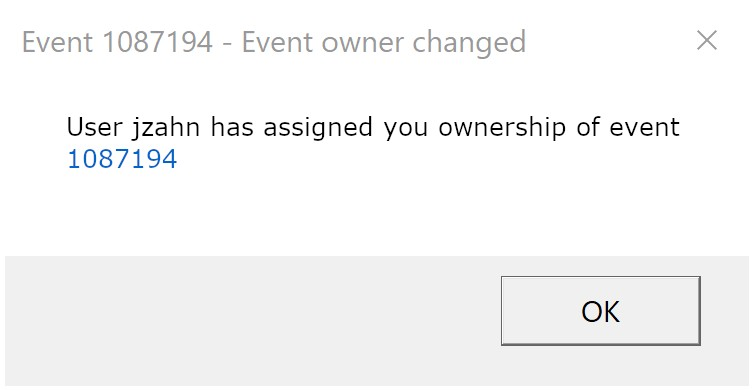 Event 1087194 - Event owner changed
User jzahn has assigned you ownership of event
1087194
OK